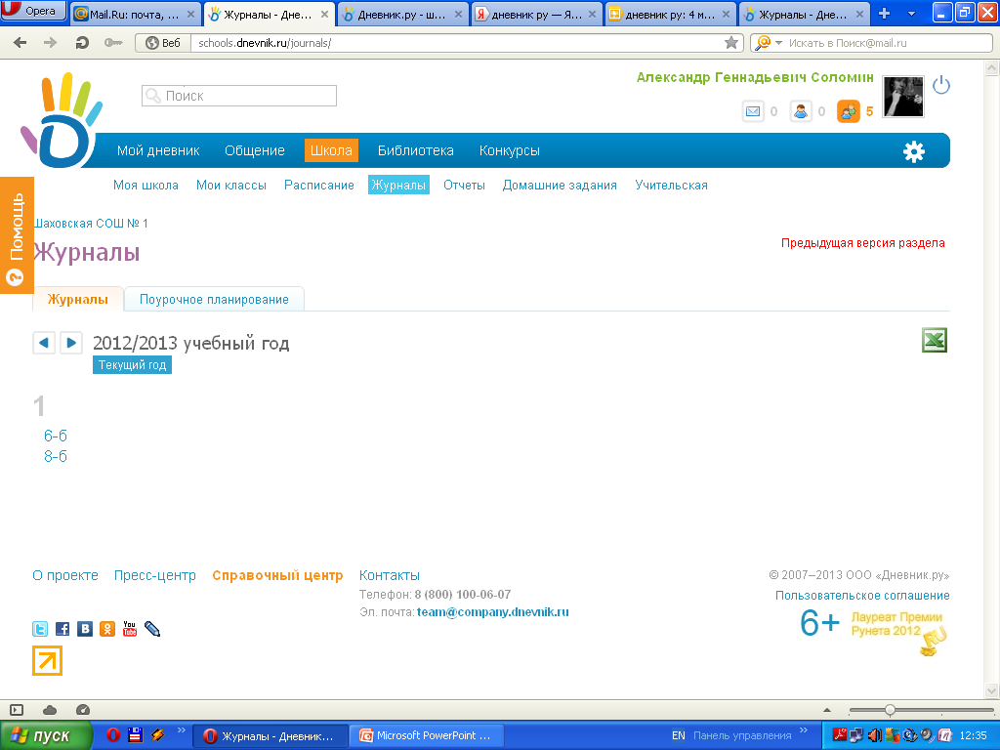 Opera
Mail.Ru: почта, ...
Журналы - Дне...
Дневник.ру - ш...
дневник ру — Я...
дневник ру: 4 м...
Журналы - Дне...
Веб
schools.dnevnik.ru/journals/
Искать в Поиск@mail.ru
Александр Геннадьевич Соломин
Поиск
0
0
5
Мой дневник
Общение
Школа
Библиотека
Конкурсы
Моя школа
Мои классы
Расписание
Журналы
Отчеты
Домашние задания
Учительская
Помощь
Шаховская СОШ № 1
Журналы
Предыдущая версия раздела
Журналы
Поурочное планирование
2012/2013 учебный год
Текущий год
1
6-б
8-б
О проекте
Пресс-центр
Справочный центр
Контакты
Телефон: 8 (800) 100-06-07
Эл. почта: team@company.dnevnik.ru
© 2007–2013 ООО «Дневник.ру»
Пользовательское соглашение
6+
Лауреат Премии
Рунета 2012
You
Tube
пуск
Журналы - Дневник...
Microsoft PowerPoint ...
EN
Панель управления
12:35